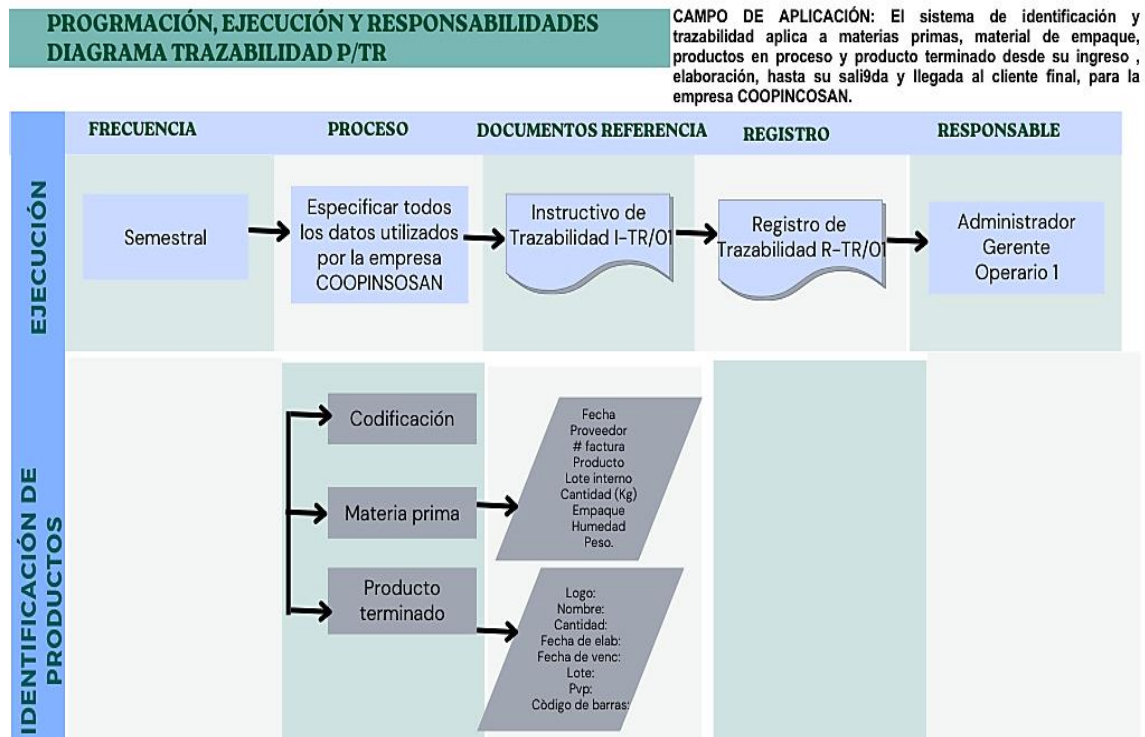 PROGRMACIÓN, EJECUCIÓN Y RESPONSABILIDADES
DIAGRAMA TRAZABILIDAD P/TR
CAMPO DE APLICACIÓN: El sistema de identificación y
trazabilidad aplica a materias primas, material de empaque,
productos en proceso y producto terminado desde su ingreso ,
elaboración, hasta su sali9da y llegada al cliente final, para la
empresa COOPINCOSAN.
FRECUENCIA
PROCESO
DOCUMENTOS REFERENCIA
REGISTRO
RESPONSABLE
EJECUCIÓN
Semestral
Especificar todos
los datos utilizados
por la empresa
COOPINSOSAN
Instructivo de
Trazabilidad I-TR/01
Registro de
Trazabilidad R-TR/01
Administrador
Gerente
Operario 1
IDENTIFICACIÓN DE
PRODUCTOS
Codificación
Materia prima
Producto
terminado
Fecha
Proveedor
# factura
Producto
Lote interno
Cantidad (Kg)
Empaque
Humedad
Peso.
Logo:
Nombre:
Cantidad:
Fecha de elab:
Fecha de venc:
Lote:
Pvp:
Còdigo de barras: